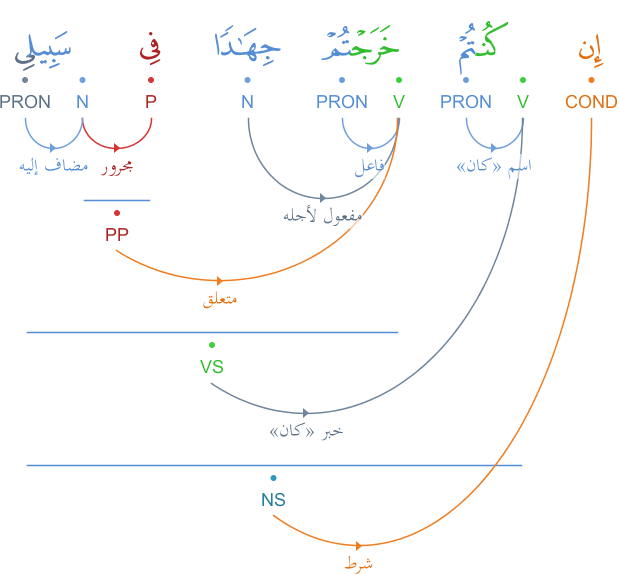 إِن كُنتُمْ خَرَجْتُمْ جِهَٰدًا فِى سَبِيلِى
COND V PRON V PRON N P N PRON
اسم «كان» فاعل مجرور مضاف إليه
مفعول لأجله
PP
متعلق
VS
خبر «كان»
NS
شرط